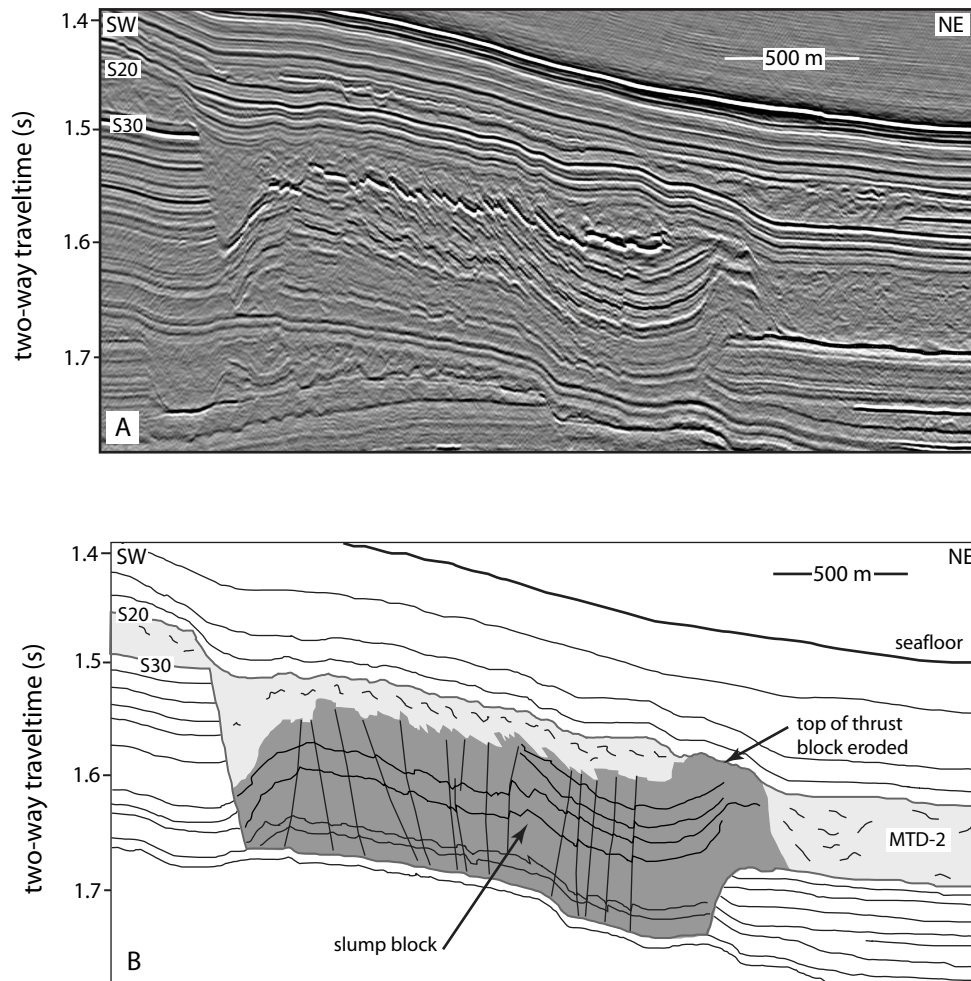 SW
NE
1.4
S20
500 m
S30
1.5
1.6
1.7
two-way traveltime (s)
A
SW
NE
1.4
500 m
S20
seafloor
S30
1.5
top of thrust
block eroded
1.6
MTD-2
1.7
two-way traveltime (s)
slump block
B